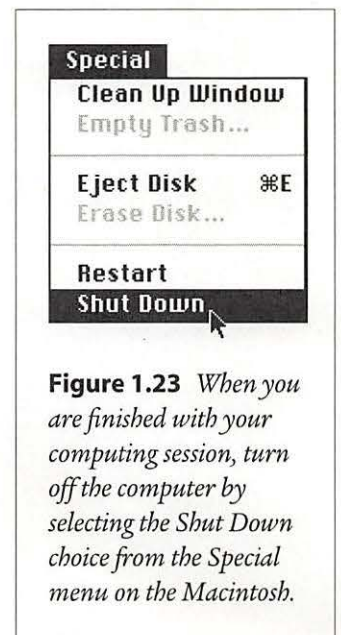 Special
Clean Up Window
Empty Trash...
Eject Disk ⌘E
Erase Disk...
Restart
Shut Down
Figure 1.23 When you
are finished with your
computing session, turn
off the computer by
selecting the Shut Down
choice from the Special
menu on the Macintosh.